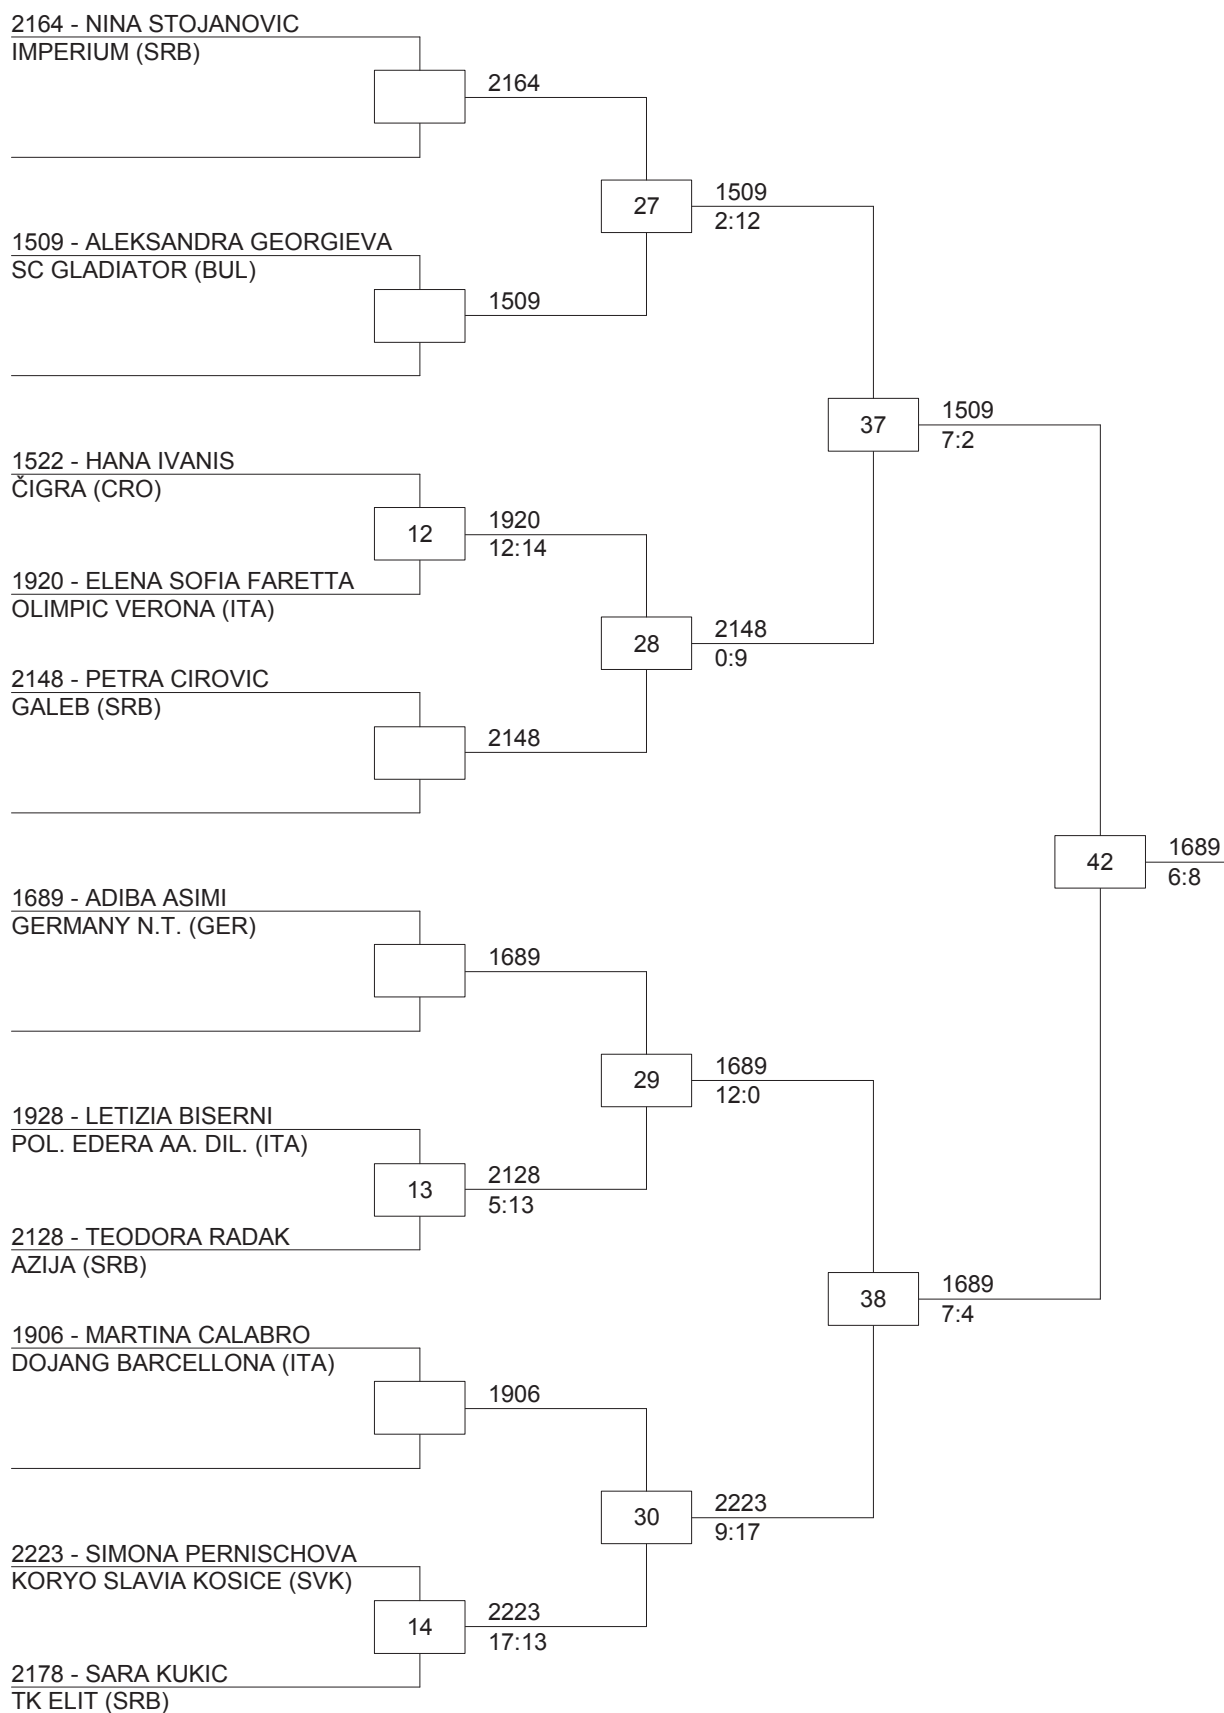 2164 - NINA STOJANOVIC
IMPERIUM (SRB)
2164
27
1509
2:12
1509 - ALEKSANDRA GEORGIEVA
SC GLADIATOR (BUL)
1509
37
1509
7:2
1522 - HANA IVANIS
ČIGRA (CRO)
12
1920
12:14
1920 - ELENA SOFIA FARETTA
OLIMPIC VERONA (ITA)
28
2148
0:9
2148 - PETRA CIROVIC
GALEB (SRB)
2148
42
1689
6:8
1689 - ADIBA ASIMI
GERMANY N.T. (GER)
1689
29
1689
12:0
1928 - LETIZIA BISERNI
POL. EDERA AA. DIL. (ITA)
13
2128
5:13
2128 - TEODORA RADAK
AZIJA (SRB)
38
1689
7:4
1906 - MARTINA CALABRO
DOJANG BARCELLONA (ITA)
1906
30
2223
9:17
2223 - SIMONA PERNISCHOVA
KORYO SLAVIA KOSICE (SVK)
14
2223
17:13
2178 - SARA KUKIC
TK ELIT (SRB)